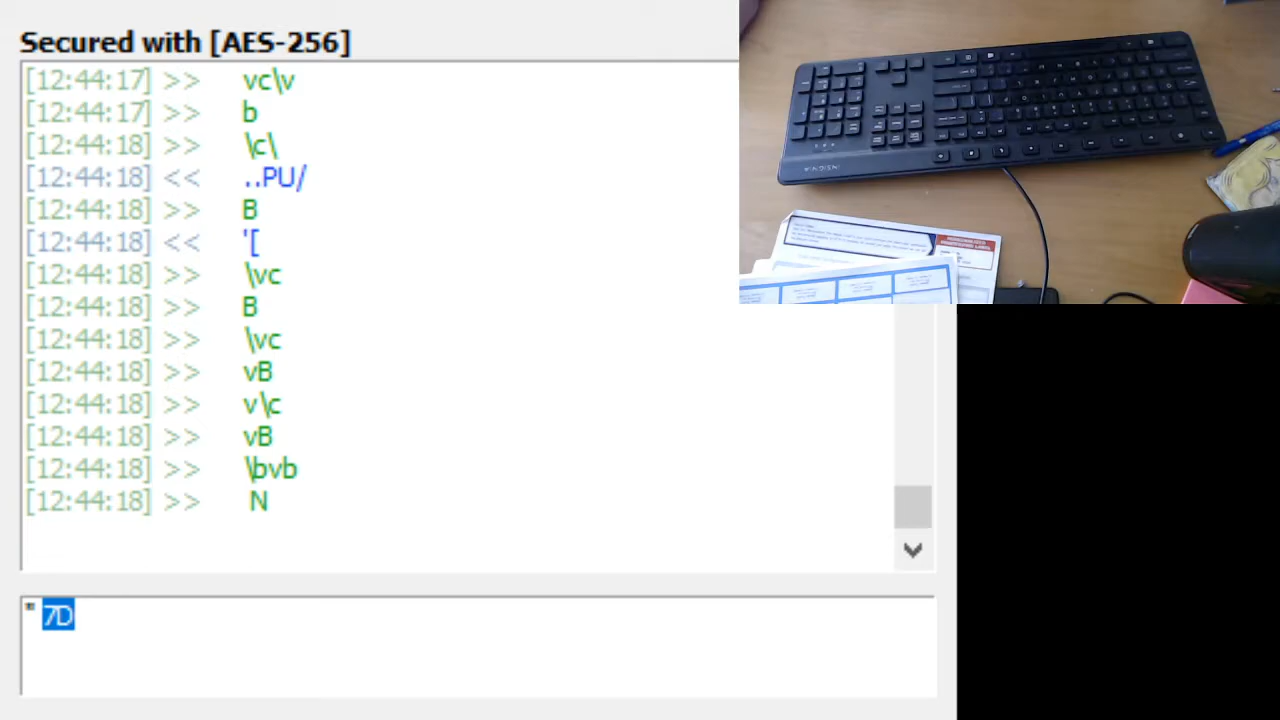 Secured with [AES-256]
[12:44:17] >> vc\v
[12:44:17] >> b
[12:44:18] >> \c\
[12:44:18] << ..PU/
[12:44:18] >> B
[12:44:18] << '[
[12:44:18] >> \vc
[12:44:18] >> B
[12:44:18] >> \vc
[12:44:18] >> vB
[12:44:18] >> v\c
[12:44:18] >> vB
[12:44:18] >> \bvb
[12:44:18] >> N
" 7D
INSIGNIA